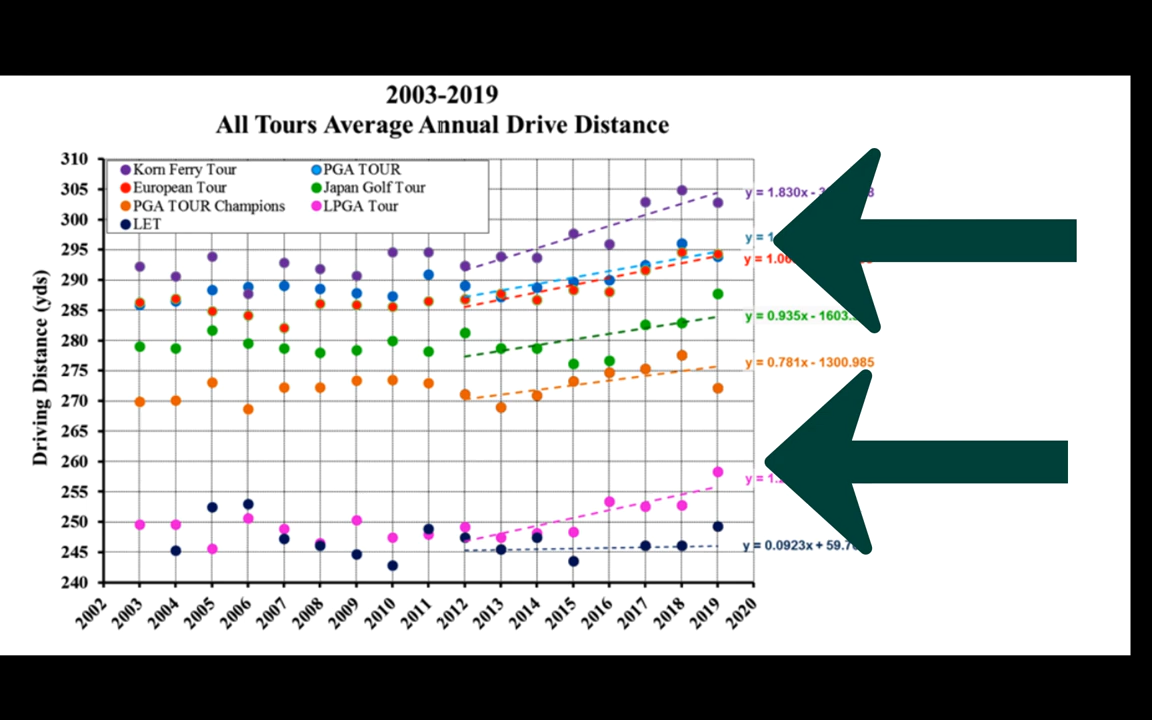 2003-2019
All Tours Average Annual Drive Distance
Korn Ferry Tour
PGA TOUR
European Tour
Japan Golf Tour
PGA TOUR Champions
LPGA Tour
LET
Driving Distance (yds)
310
305
300
295
290
285
280
275
270
265
260
255
250
245
240
2002
2003
2004
2005
2006
2007
2008
2009
2010
2011
2012
2013
2014
2015
2016
2017
2018
2019
2020
y = 1.830x -
y =
y =
y = 0.935x -
y = 0.781x - 1300.985
y =
y = 0.0923x +